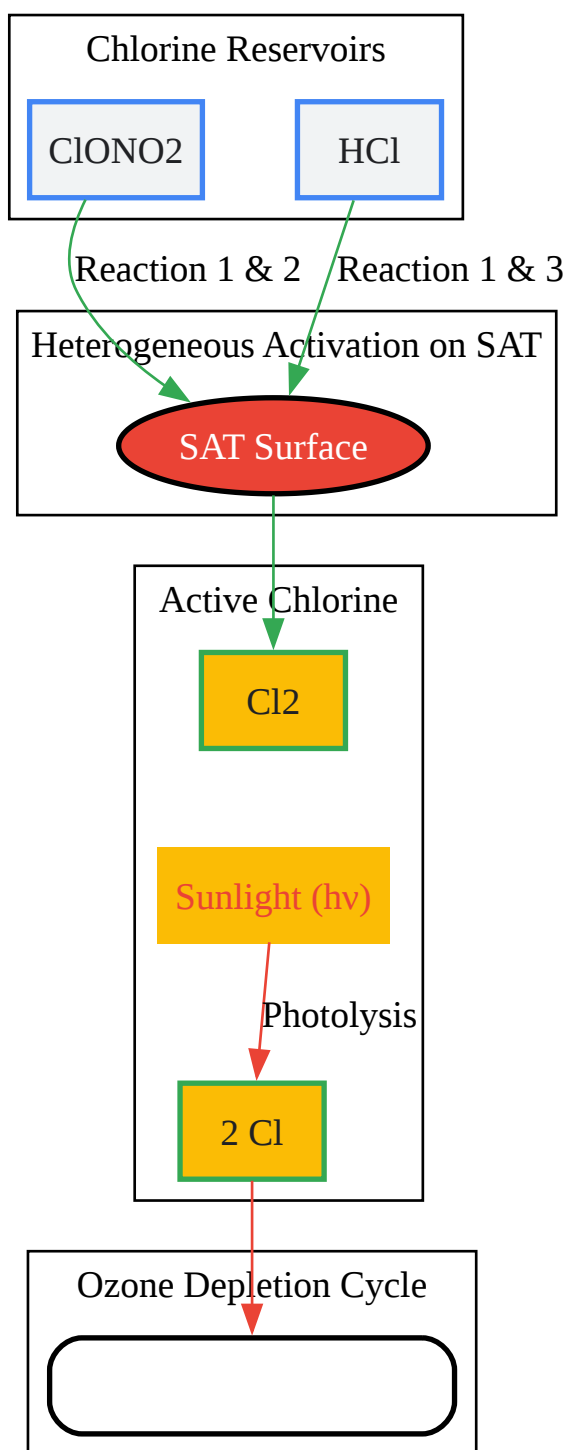 Chlorine Reservoirs
ClONO2
HCl
Reaction 1 & 2
Reaction 1 & 3
Heterogeneous Activation on SAT
SAT Surface
Active Chlorine
Cl2
Sunlight (hν)
Photolysis
2 Cl
Ozone Depletion Cycle